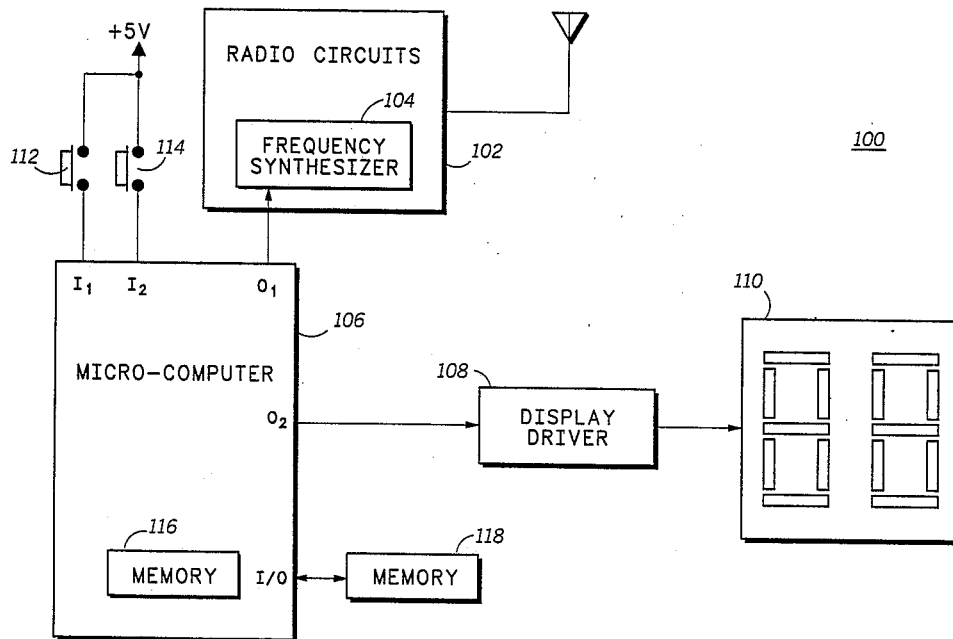 +5V
RADIO CIRCUITS
104
FREQUENCY
SYNTHESIZER
102
112
114
100
I1
I2
O1
106
MICRO-COMPUTER
O2
108
DISPLAY
DRIVER
110
116
MEMORY
I/O
118
MEMORY